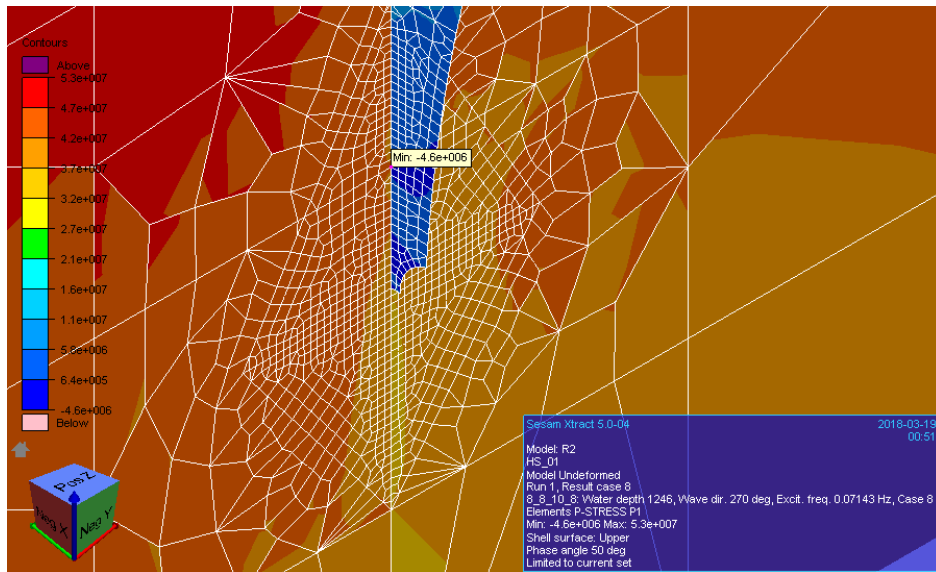 Contours
Above
5.3e+007
4.7e+007
4.2e+007
3.7e+007
3.2e+007
2.7e+007
2.1e+007
1.6e+007
1.1e+007
5.8e+006
6.4e+005
-4.6e+006
Below
Min: -4.6e+006
Pos Z
Neg X
Neg Y
Sesam Xtract 5.0-04 2018-03-19
00:51
Model: R2
HS_01
Model Undeformed
Run 1, Result case 8
8_8_10_8: Water depth 1246, Wave dir. 270 deg, Excit. freq. 0.07143 Hz, Case 8
Elements P-STRESS P1
Min: -4.6e+006 Max: 5.3e+007
Shell surface: Upper
Phase angle 50 deg
Limited to current set